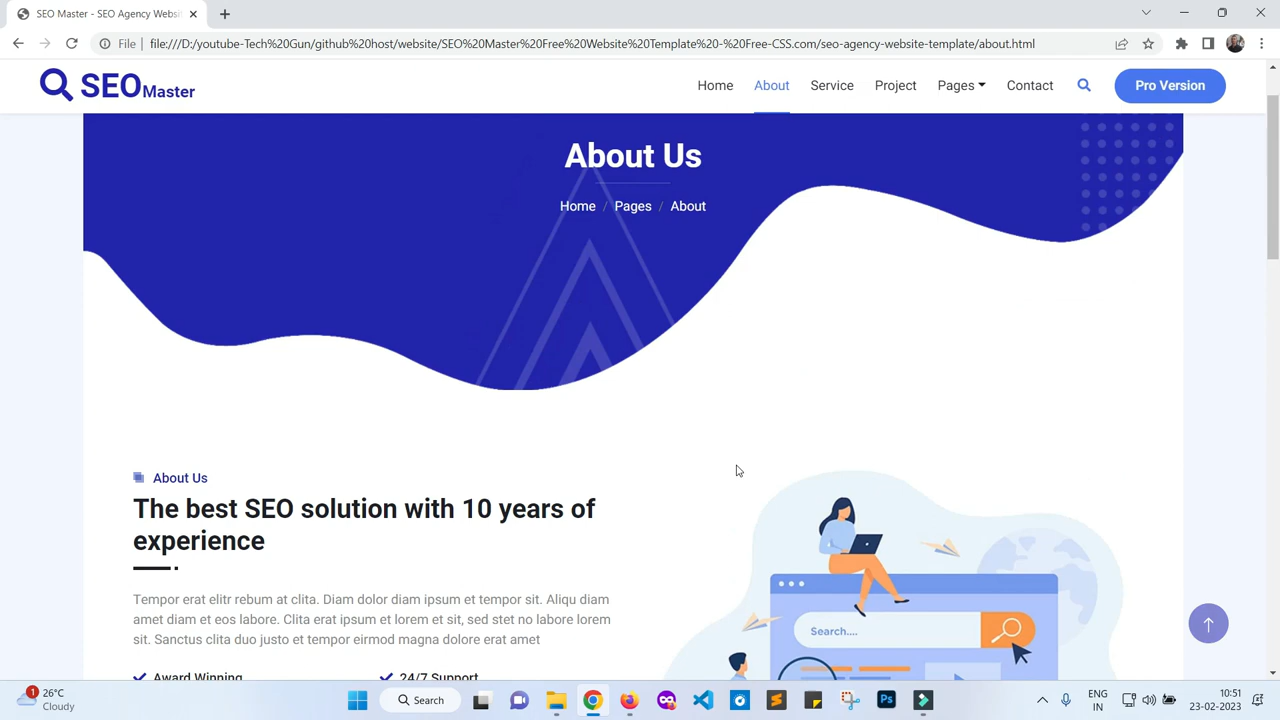 SEO Master - SEO Agency Websi
File
file:///D:/youtube-Tech%20Gun/github%20host/website/SEO%20Master%20Free%20Website%20Template%20-%20Free-CSS.com/seo-agency-website-template/about.html
SEO Master
Home About Service Project Pages Contact Pro Version
About Us
Home / Pages / About
About Us
The best SEO solution with 10 years of
experience
Tempor erat elitr rebum at clita. Diam dolor diam ipsum et tempor sit. Aliqu diam
amet diam et eos labore. Clita erat ipsum et lorem et sit, sed stet no labore lorem
sit. Sanctus clita duo justo et tempor eirmod magna dolore erat amet
Search....
Award Winning 24/7 Support
1
26°C
Cloudy
Search
Ps
ENG
IN
10:51
23-02-2023